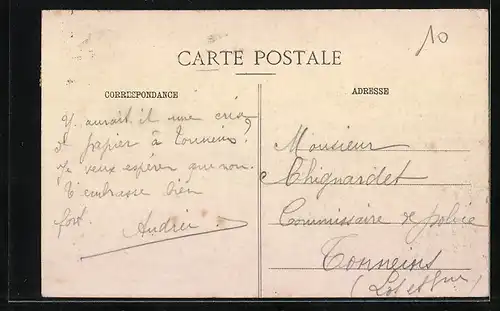 10
CARTE POSTALE
CORRESPONDANCE
Y aurait il une crise
de papier à Tonneins ?
Je veux espérer que non.
T'embrasse bien
fort.
Andrée
ADRESSE
Monsieur
Chignardet
Commissaire de police
Tonneins
(Lot et Gne)